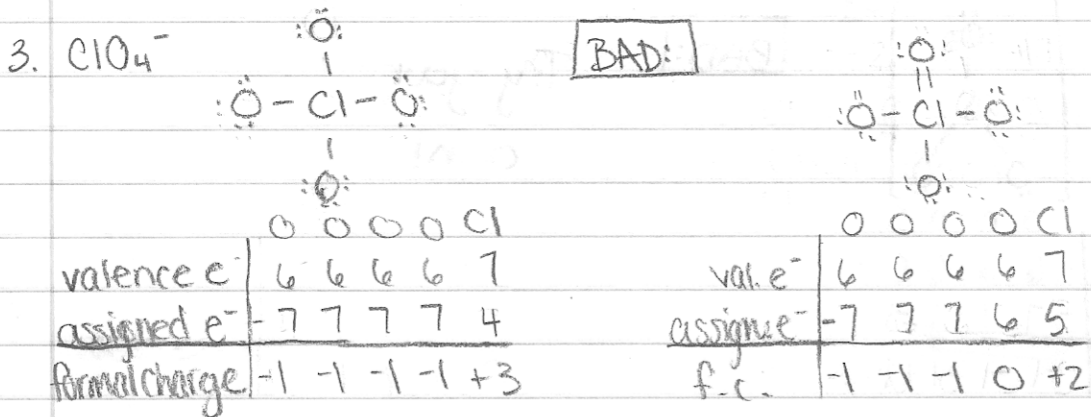 3. ClO₄⁻
:Ö:
:Ö - Cl - Ö:
:O:
O O O O Cl
valence e⁻ 6 6 6 6 7
assigned e⁻ -7 7 7 7 4
formal charge -1 -1 -1 -1 +3
BAD:
:O:
:Ö - Cl - Ö:
:O:
O O O O Cl
val. e⁻ 6 6 6 6 7
assign e⁻ -7 7 7 6 5
f.c. -1 -1 -1 0 +2